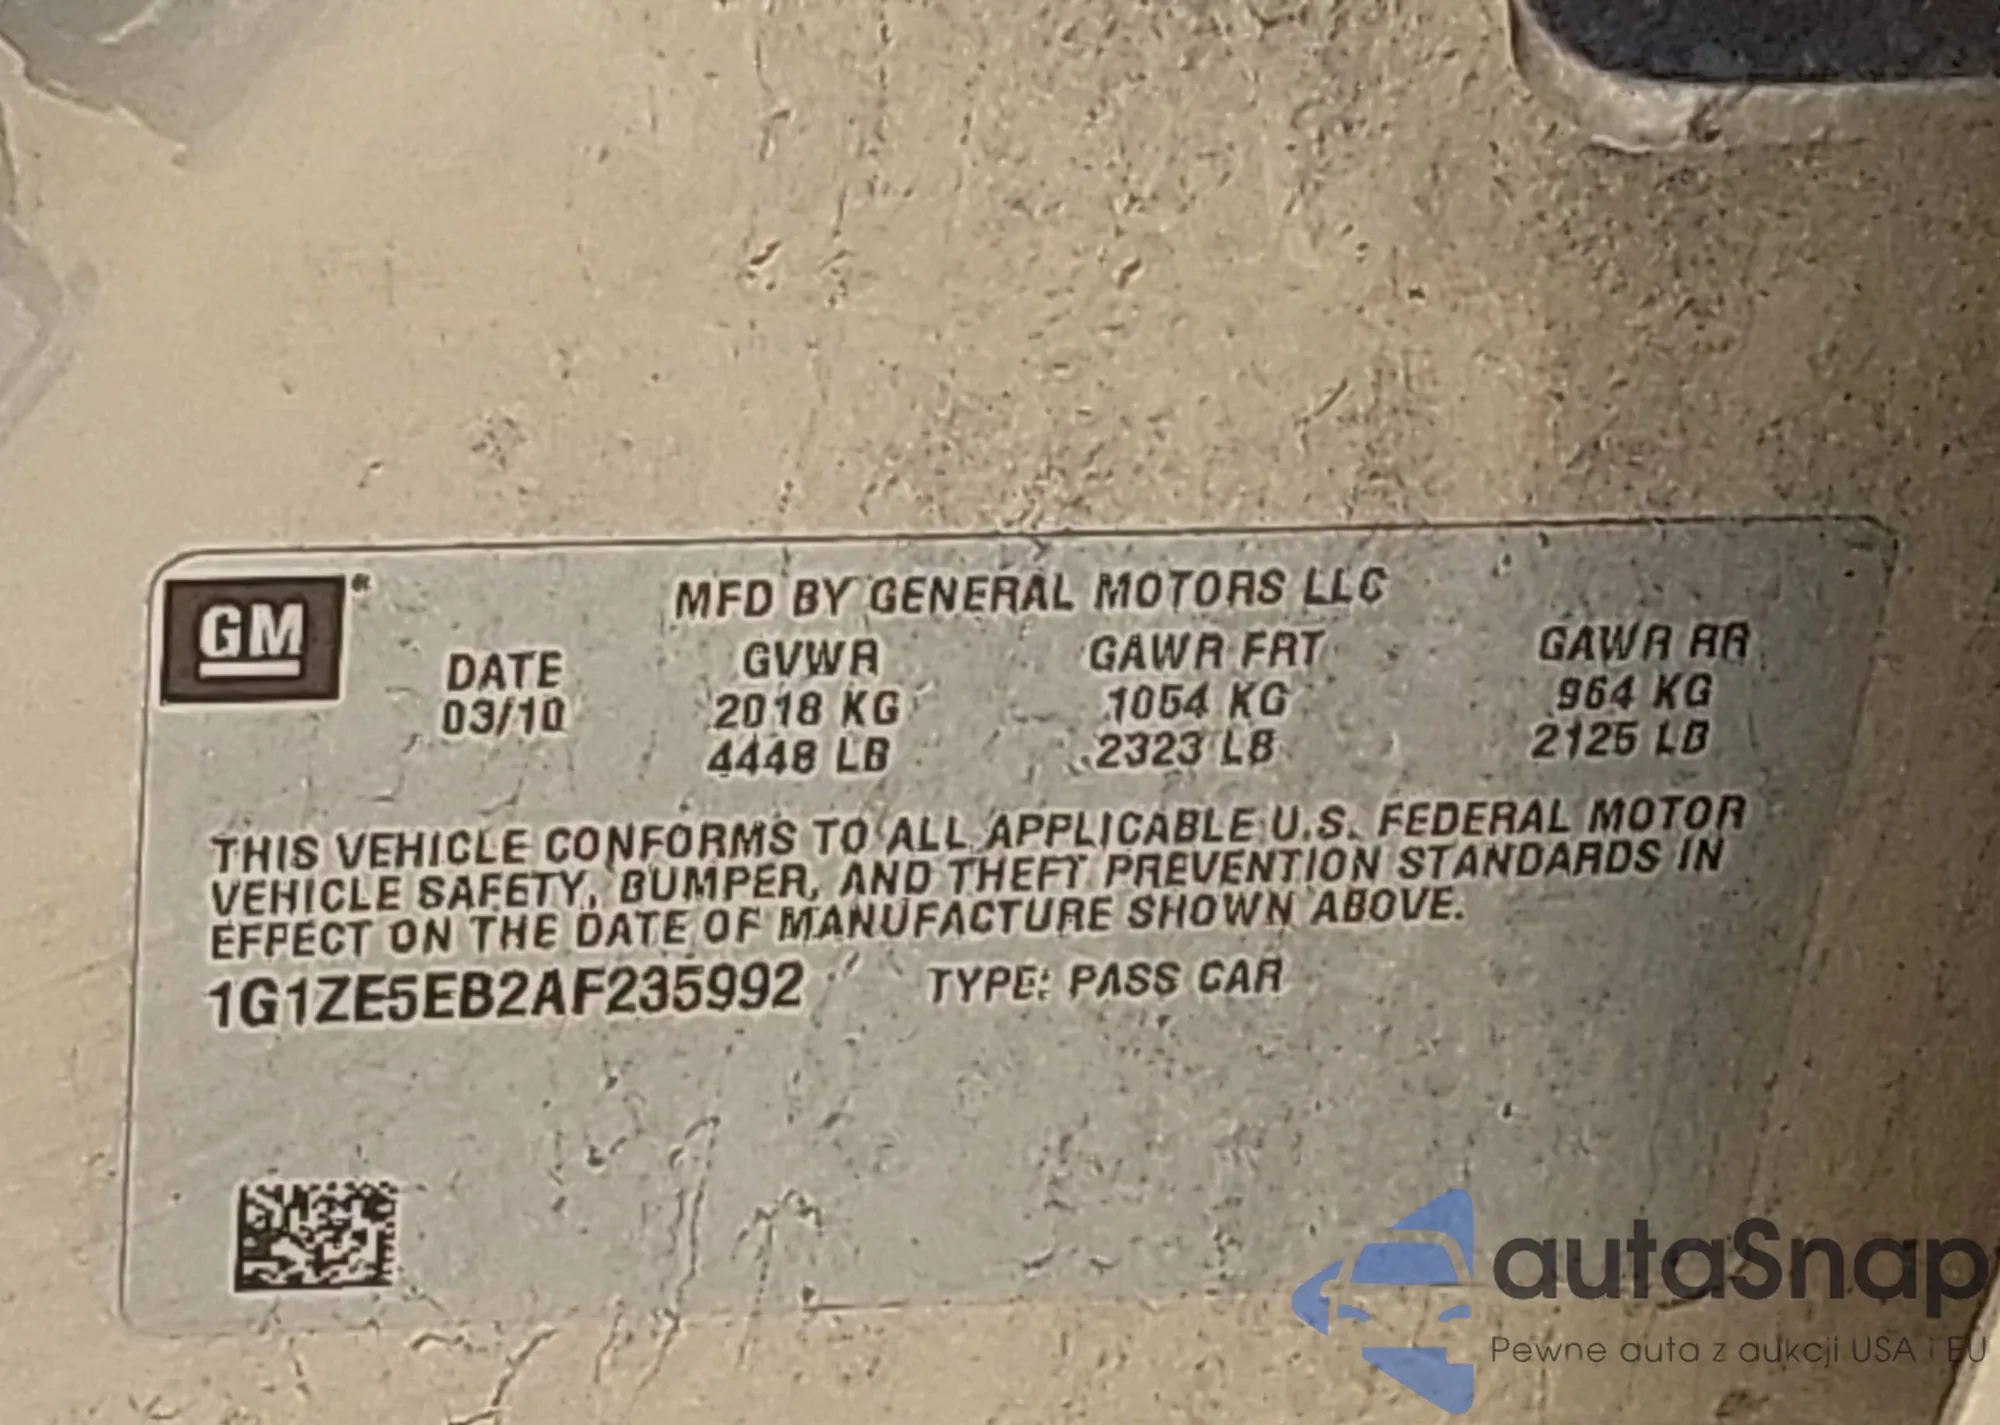 GM®
MFD BY GENERAL MOTORS LLC
DATE GVWR GAWR FRT GAWR RR
03/10 2018 KG 1054 KG 964 KG
4448 LB 2323 LB 2125 LB
THIS VEHICLE CONFORMS TO ALL APPLICABLE U.S. FEDERAL MOTOR
VEHICLE SAFETY, BUMPER, AND THEFT PREVENTION STANDARDS IN
EFFECT ON THE DATE OF MANUFACTURE SHOWN ABOVE.
1G1ZE5EB2AF235992 TYPE: PASS CAR
autaSnap
Pewne auta z aukcji USA i EU